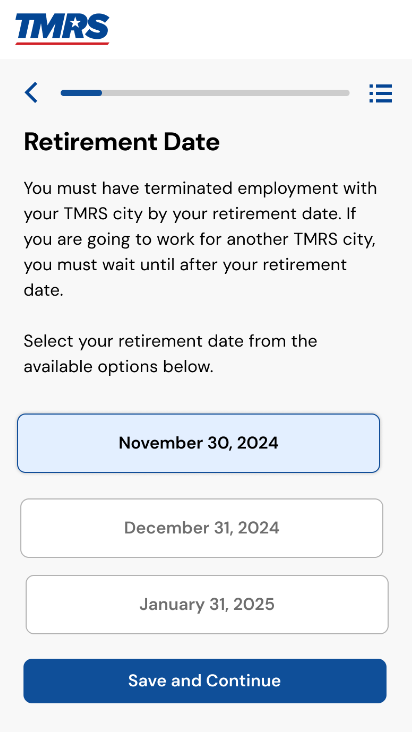 TMRS
Retirement Date
You must have terminated employment with
your TMRS city by your retirement date. If
you are going to work for another TMRS city,
you must wait until after your retirement
date.
Select your retirement date from the
available options below.
November 30, 2024
December 31, 2024
January 31, 2025
Save and Continue